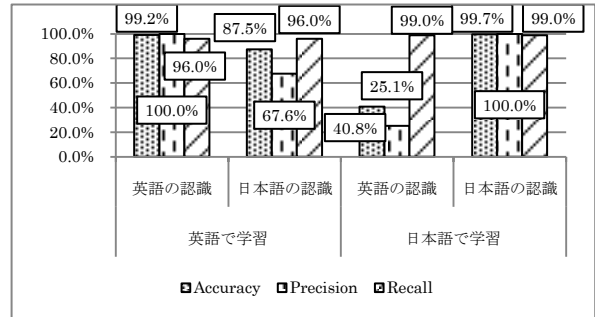 99.2% 87.5% 96.0% 99.0% 99.7% 99.0%
100.0%
80.0%
60.0%
40.0%
20.0%
0.0%
96.0% 25.1%
100.0% 67.6% 40.8% 100.0%
英語の認識 日本語の認識 英語の認識 日本語の認識
英語で学習 日本語で学習
Accuracy Precision Recall